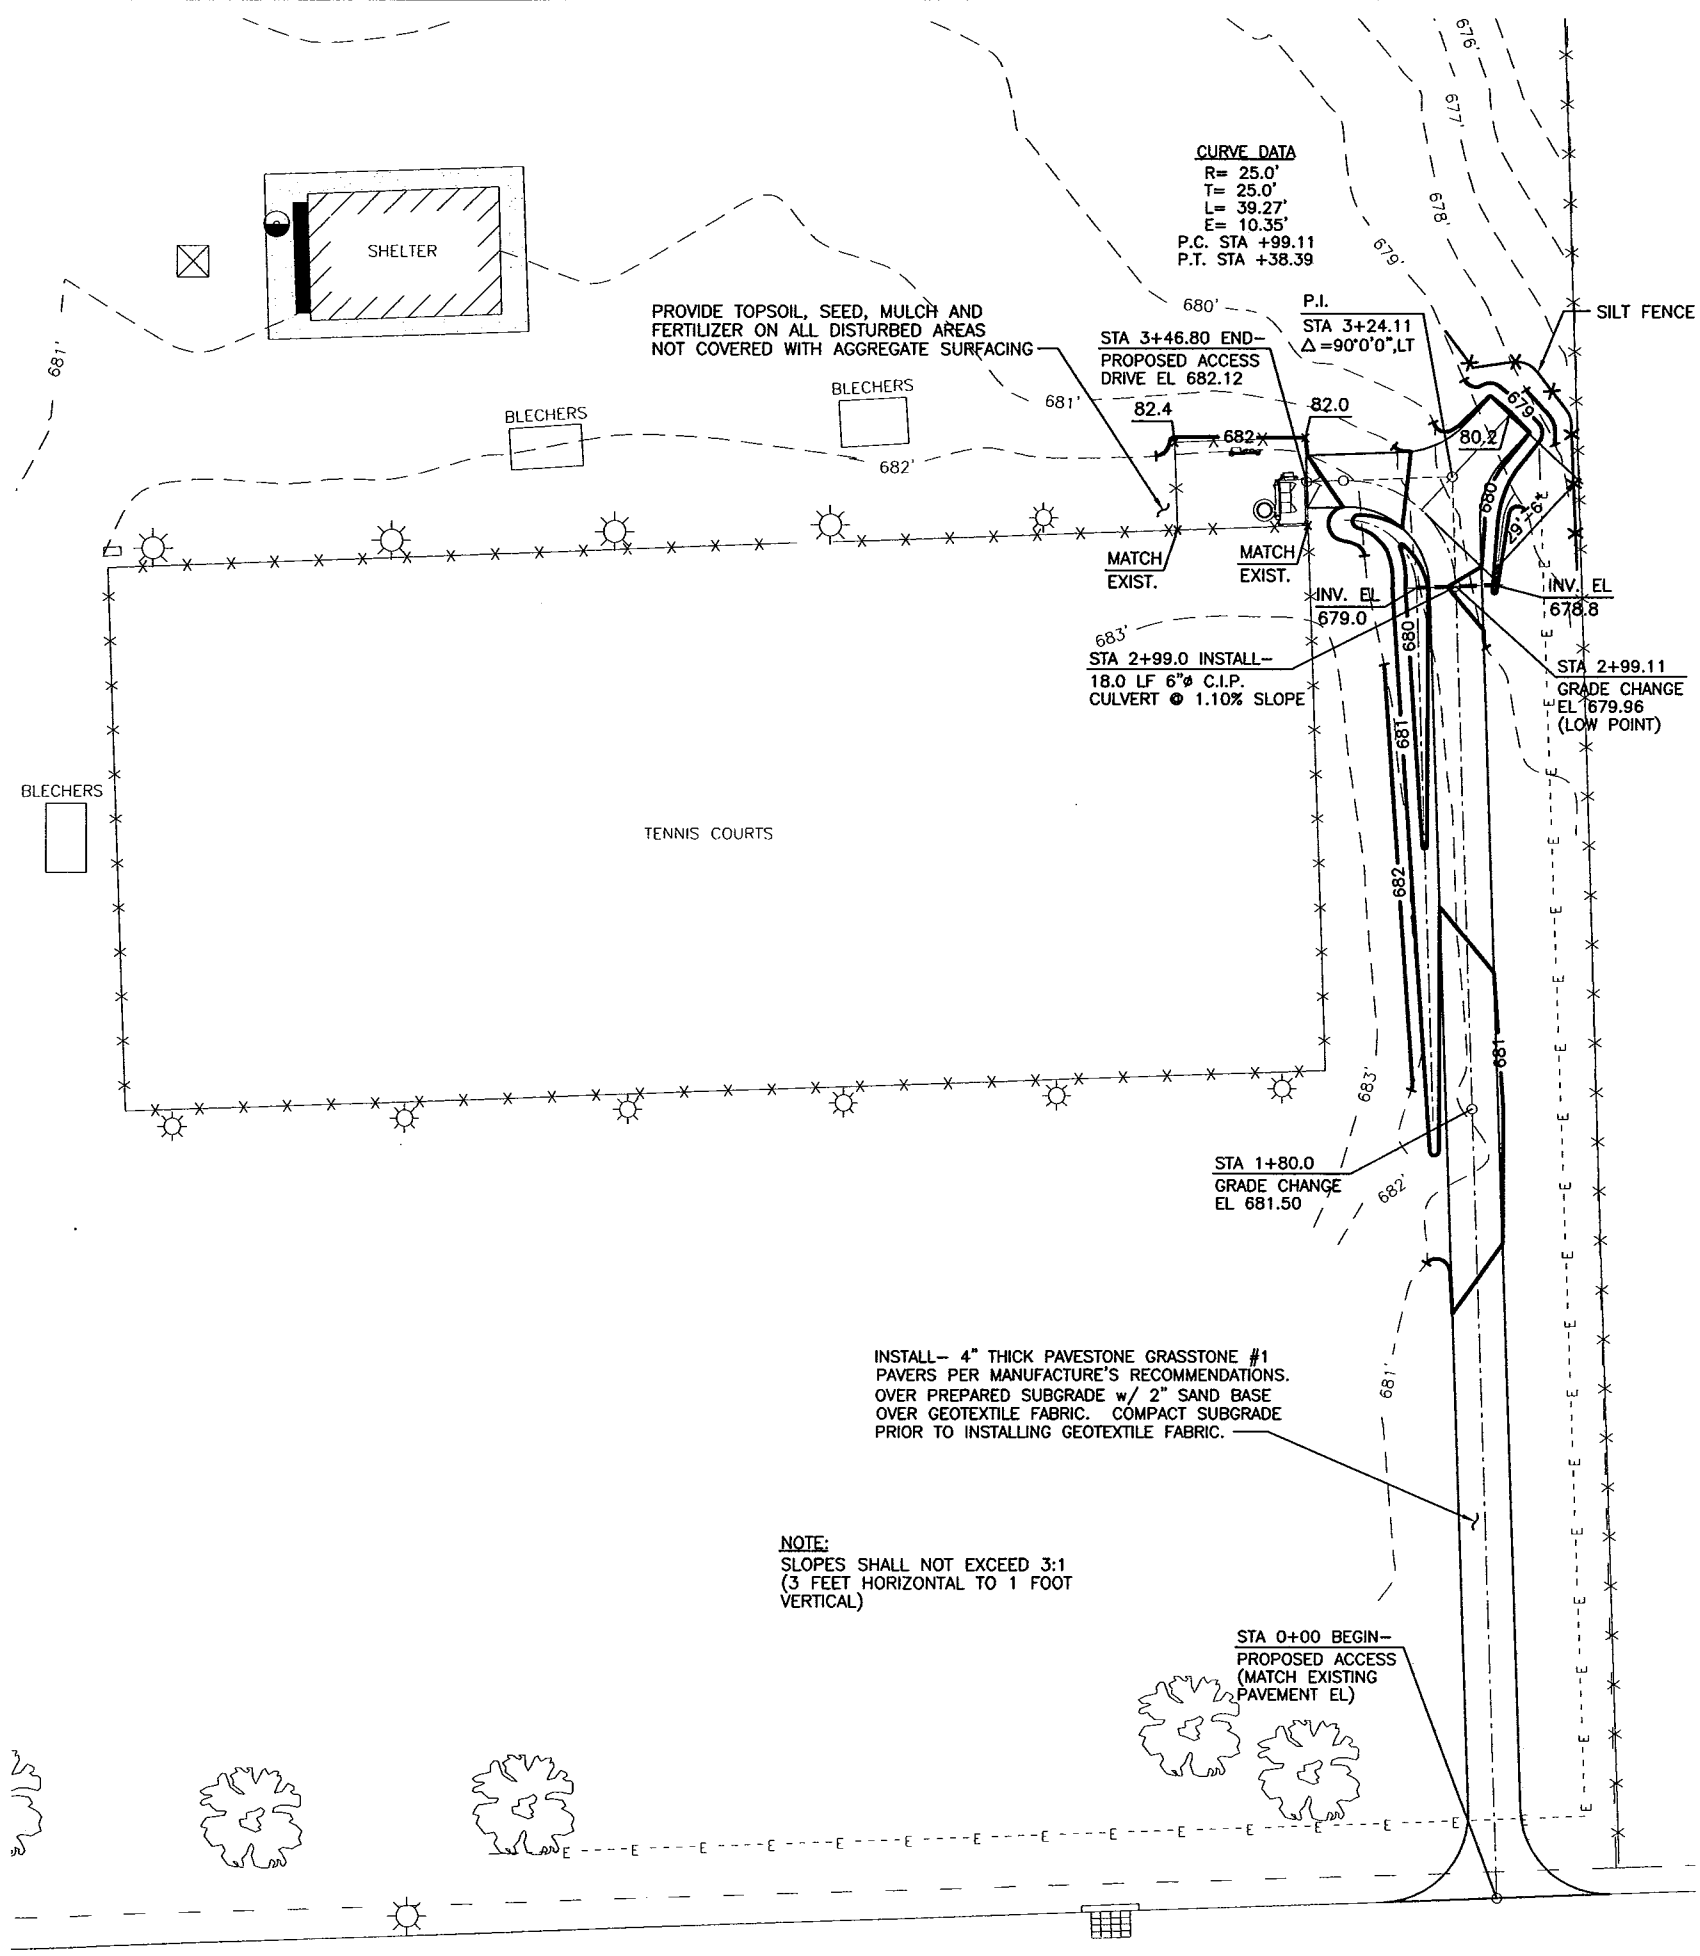 676'
677'
678'
679'
CURVE DATA
R= 25.0'
T= 25.0'
L= 39.27'
E= 10.35'
P.C. STA +99.11
P.T. STA +38.39
SHELTER
680'
P.I.
STA 3+24.11
Δ=90°0'0",LT
SILT FENCE
PROVIDE TOPSOIL, SEED, MULCH AND
FERTILIZER ON ALL DISTURBED AREAS
NOT COVERED WITH AGGREGATE SURFACING
STA 3+46.80 END-
PROPOSED ACCESS
DRIVE EL 682.12
681'
BLECHERS
BLECHERS
681'
82.4
82.0
679
682
80.2
682'
680
29'-6"
MATCH
EXIST.
MATCH
EXIST.
INV. EL
679.0
INV. EL
678.8
683'
680
STA 2+99.0 INSTALL-
18.0 LF 6"ø C.I.P.
CULVERT @ 1.10% SLOPE
STA 2+99.11
GRADE CHANGE
EL 679.96
(LOW POINT)
681
BLECHERS
TENNIS COURTS
682
681
683'
STA 1+80.0
GRADE CHANGE
EL 681.50
682'
INSTALL- 4" THICK PAVESTONE GRASSTONE #1
PAVERS PER MANUFACTURE'S RECOMMENDATIONS.
OVER PREPARED SUBGRADE w/ 2" SAND BASE
OVER GEOTEXTILE FABRIC. COMPACT SUBGRADE
PRIOR TO INSTALLING GEOTEXTILE FABRIC.
681'
NOTE:
SLOPES SHALL NOT EXCEED 3:1
(3 FEET HORIZONTAL TO 1 FOOT
VERTICAL)
STA 0+00 BEGIN-
PROPOSED ACCESS
(MATCH EXISTING
PAVEMENT EL)
E E E E E E E E E E E E E E E